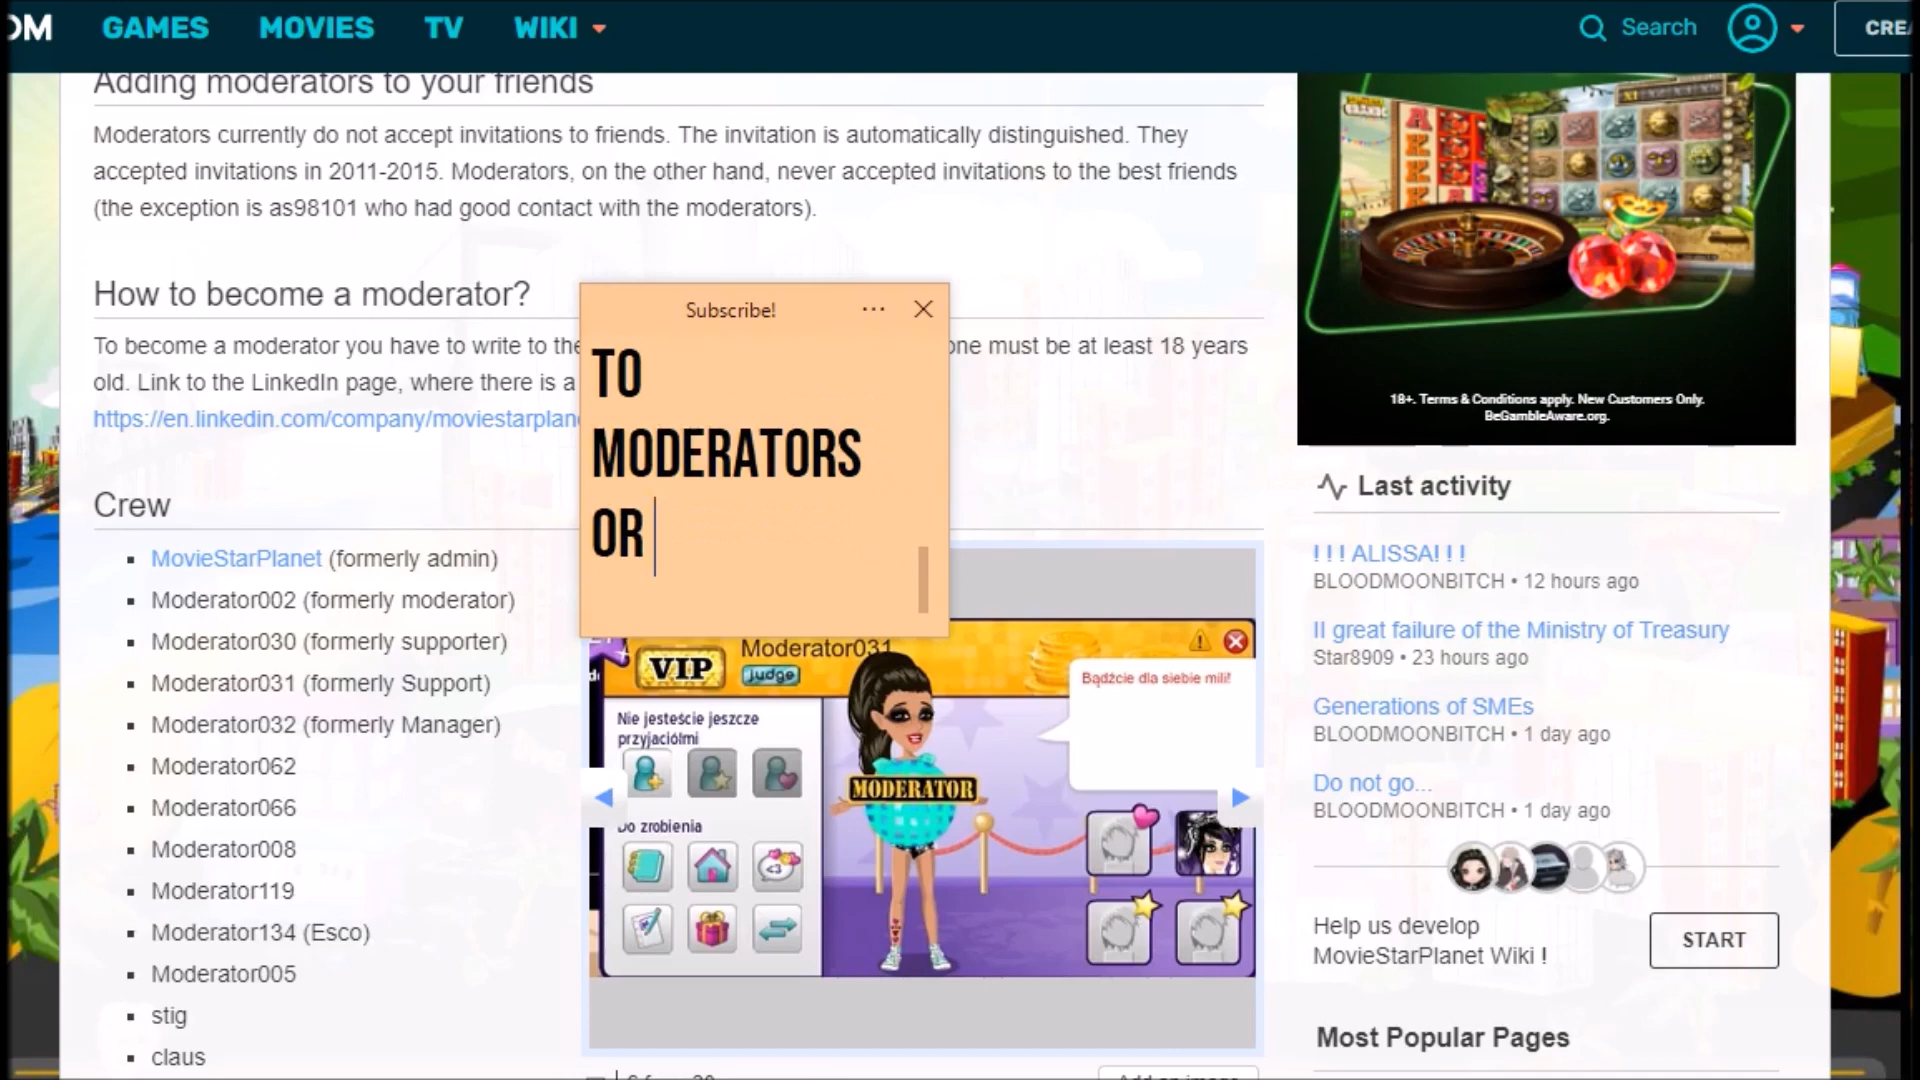 OM GAMES MOVIES TV WIKI Search CREA
Adding moderators to your friends
Moderators currently do not accept invitations to friends. The invitation is automatically distinguished. They
accepted invitations in 2011-2015. Moderators, on the other hand, never accepted invitations to the best friends
(the exception is as98101 who had good contact with the moderators).
How to become a moderator?
To become a moderator you have to write to the one must be at least 18 years
old. Link to the LinkedIn page, where there is a
https://en.linkedin.com/company/moviestarplan
Subscribe!
TO
MODERATORS
OR
Crew
MovieStarPlanet (formerly admin)
Moderator002 (formerly moderator)
Moderator030 (formerly supporter)
Moderator031 (formerly Support)
Moderator032 (formerly Manager)
Moderator062
Moderator066
Moderator008
Moderator119
Moderator134 (Esco)
Moderator005
stig
claus
VIP
Moderator031
judge
Bądźcie dla siebie mili!
Nie jesteście jeszcze
przyjaciółmi
MODERATOR
Do zrobienia
<3
18+. Terms & Conditions apply. New Customers Only.
BeGambleAware.org.
Last activity
! ! ! ALISSA! ! !
BLOODMOONBITCH • 12 hours ago
II great failure of the Ministry of Treasury
Star8909 • 23 hours ago
Generations of SMEs
BLOODMOONBITCH • 1 day ago
Do not go...
BLOODMOONBITCH • 1 day ago
Help us develop
MovieStarPlanet Wiki !
START
Most Popular Pages